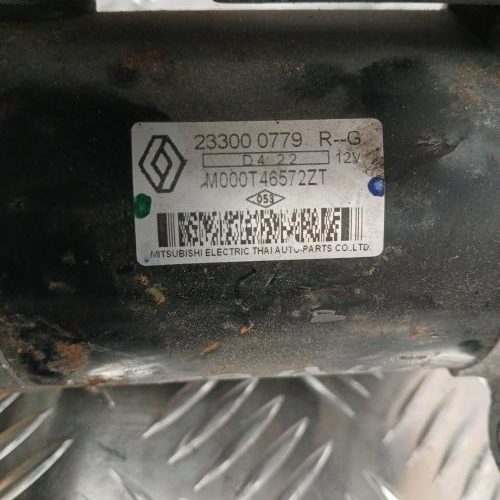 23300 0779 R--G
D4 22 12V
M000T46572ZT
053
MITSUBISHI ELECTRIC THAI AUTO-PARTS CO.,LTD.